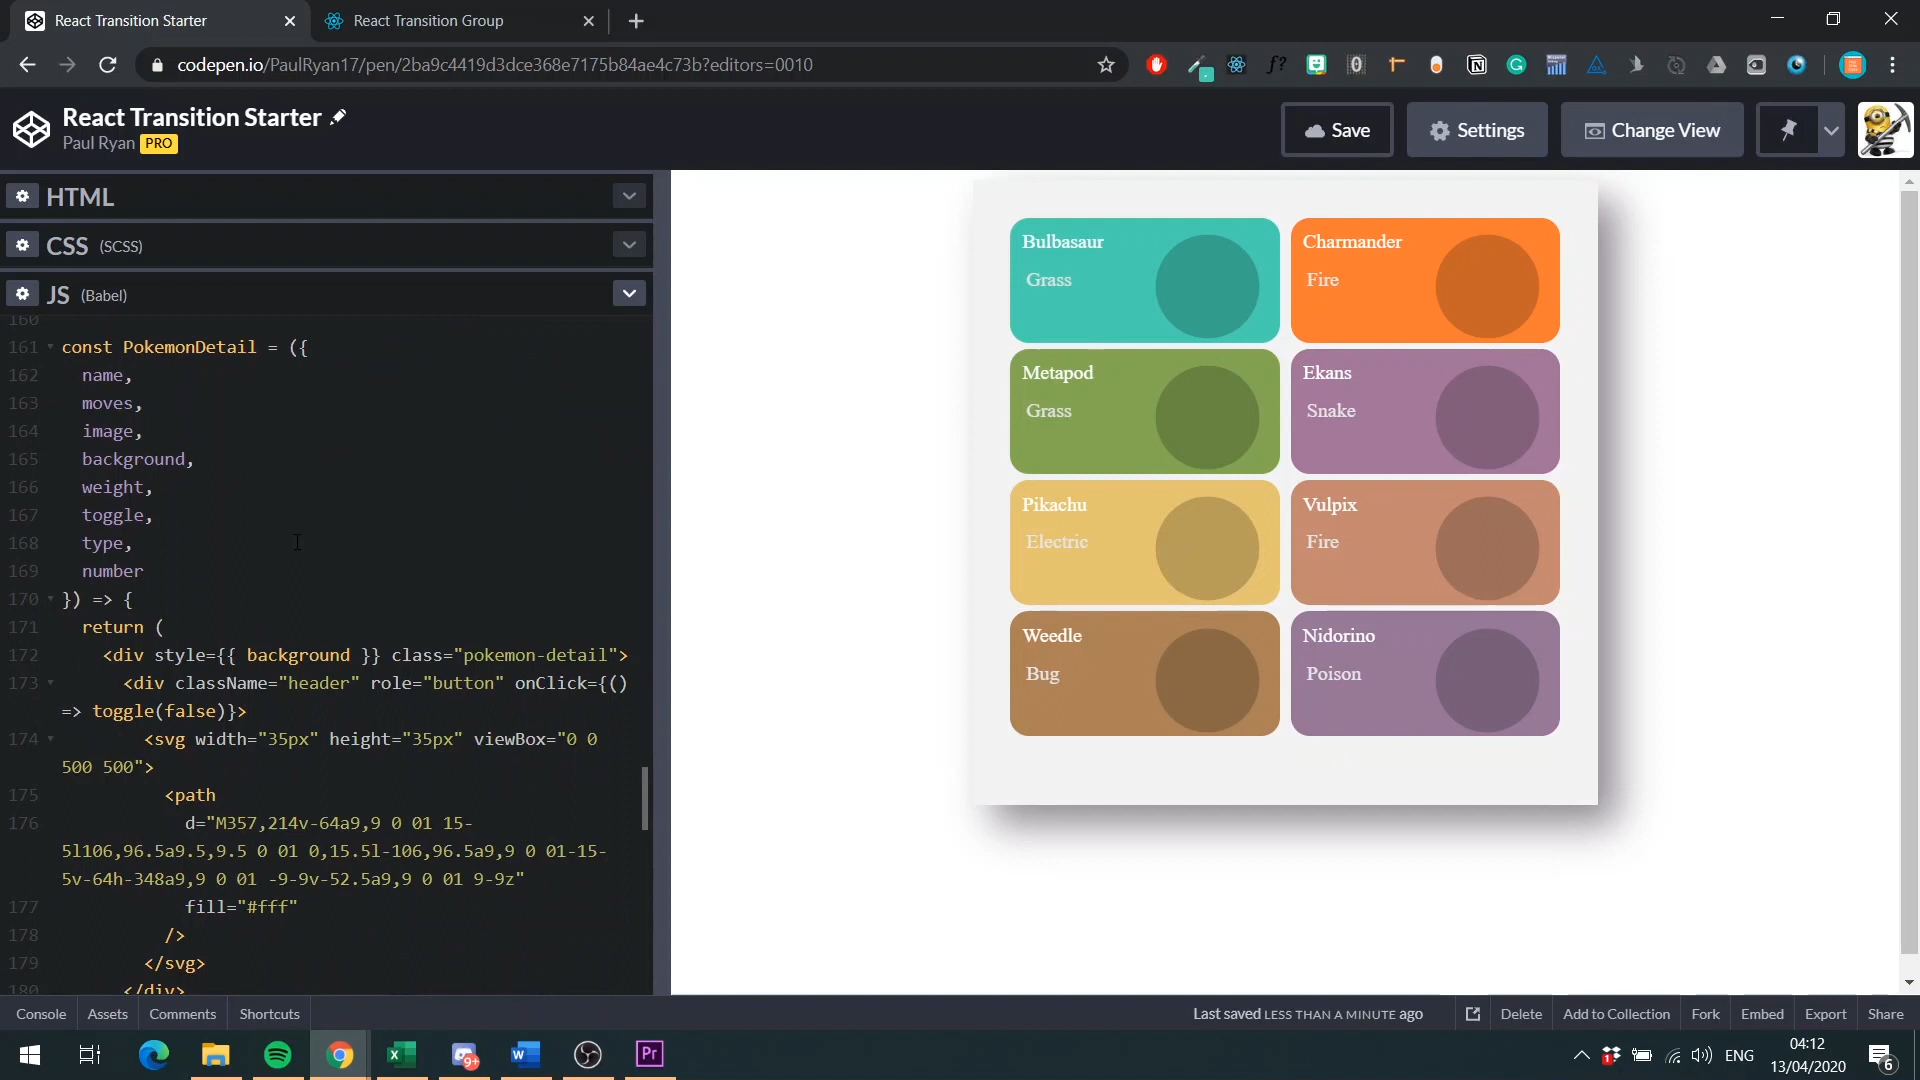 React Transition Starter
React Transition Group
codepen.io/PaulRyan17/pen/2ba9c4419d3dce368e7175b84ae4c73b?editors=0010
React Transition Starter
Paul Ryan PRO
Save
Settings
Change View
HTML
CSS (SCSS)
JS (Babel)
160
161 const PokemonDetail = ({
162 name,
163 moves,
164 image,
165 background,
166 weight,
167 toggle,
168 type,
169 number
170 }) => {
171 return (
172 <div style={{ background }} class="pokemon-detail">
173 <div className="header" role="button" onClick={()
=> toggle(false)}>
174 <svg width="35px" height="35px" viewBox="0 0
500 500">
175 <path
176 d="M357,214v-64a9,9 0 01 15-
5l106,96.5a9.5,9.5 0 01 0,15.5l-106,96.5a9,9 0 01-15-
5v-64h-348a9,9 0 01 -9-9v-52.5a9,9 0 01 9-9z"
177 fill="#fff"
178 />
179 </svg>
180 </div>
Bulbasaur
Grass
Charmander
Fire
Metapod
Grass
Ekans
Snake
Pikachu
Electric
Vulpix
Fire
Weedle
Bug
Nidorino
Poison
Console
Assets
Comments
Shortcuts
Last saved LESS THAN A MINUTE ago
Delete
Add to Collection
Fork
Embed
Export
Share
9+
Pr
1
ENG
04:12
13/04/2020
6